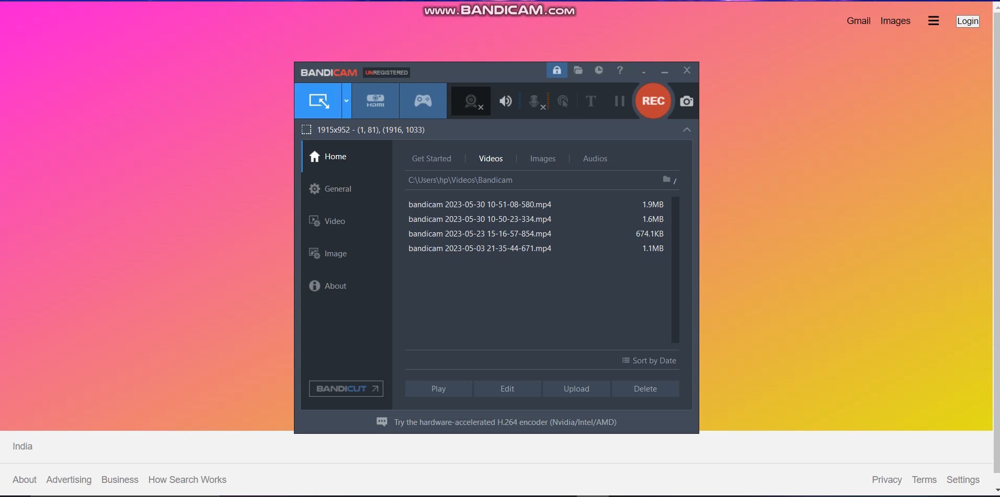 www.BANDICAM.com
Gmail Images Login
BANDICAM UNREGISTERED
HDMI T REC
1915x952 - (1, 81), (1916, 1033)
Home
General
Video
Image
About
Get Started Videos Images Audios
C:\Users\hp\Videos\Bandicam /
bandicam 2023-05-30 10-51-08-580.mp4 1.9MB
bandicam 2023-05-30 10-50-23-334.mp4 1.6MB
bandicam 2023-05-23 15-16-57-854.mp4 674.1KB
bandicam 2023-05-03 21-35-44-671.mp4 1.1MB
Sort by Date
BANDICUT
Play Edit Upload Delete
Try the hardware-accelerated H.264 encoder (Nvidia/Intel/AMD)
India
About Advertising Business How Search Works Privacy Terms Settings